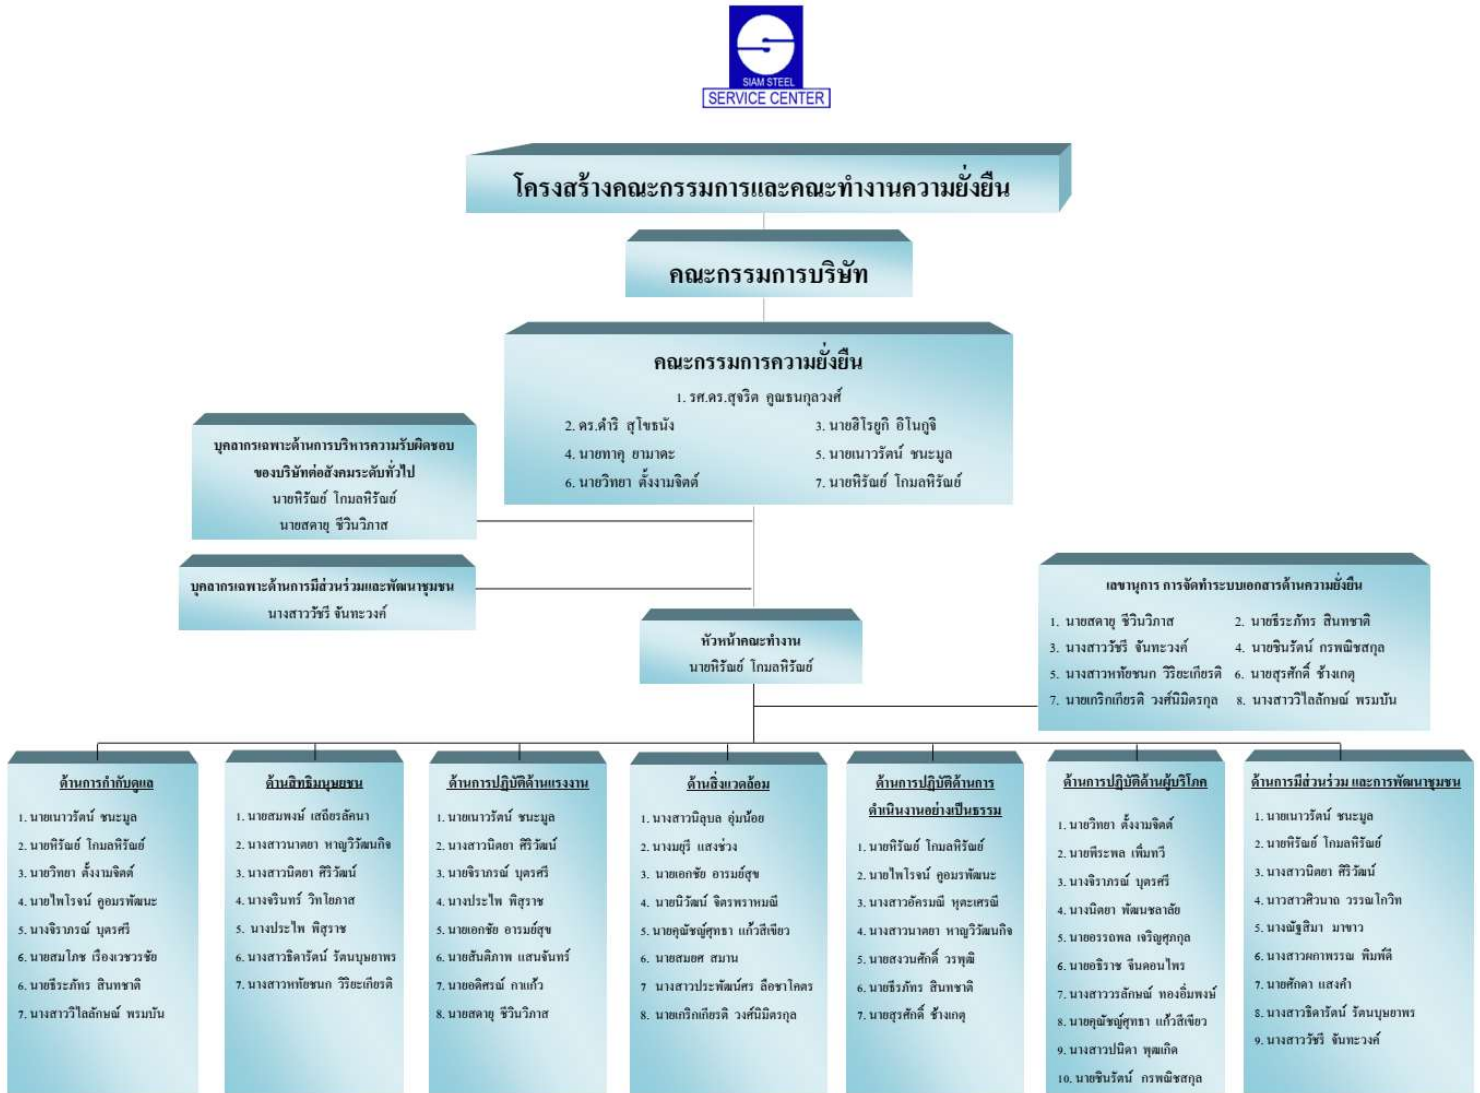 SIAM STEEL
SERVICE CENTER
โครงสร้างคณะกรรมการและคณะทำงานความยั่งยืน
คณะกรรมการบริษัท
คณะกรรมการความยั่งยืน
1. รศ.ดร.สุจริต คูณธนกุลวงศ์
2. ดร.ดำริ สุโขธนัง
3. นายฮิโรยูกิ อิโนกูจิ
4. นายทาคุ ยามาดะ
5. นายเนาวรัตน์ ชนะมูล
6. นายวิทยา ตั้งงามจิตต์
7. นายหิรัณย์ โกมลหิรัณย์
บุคลากรเฉพาะด้านการบริหารความรับผิดชอบ
ของบริษัทต่อสังคมระดับทั่วไป
นายหิรัณย์ โกมลหิรัณย์
นายสดายุ ชีวินวิภาส
บุคลากรเฉพาะด้านการมีส่วนร่วมและพัฒนาชุมชน
นางสาววัชรี จันทะวงค์
หัวหน้าคณะทำงาน
นายหิรัณย์ โกมลหิรัณย์
เลขานุการ การจัดทำระบบเอกสารด้านความยั่งยืน
1. นายสดายุ ชีวินวิภาส
2. นายธีระภัทร สินทชาติ
3. นางสาววัชรี จันทะวงค์
4. นายชินรัตน์ กรพณิชสกุล
5. นางสาวหทัยชนก วิริยะเกียรติ
6. นายสุรศักดิ์ ช้างเกตุ
7. นายเกริกเกียรติ วงศ์นิมิตรกุล
8. นางสาววิไลลักษณ์ พรมบัน
ด้านการกำกับดูแล
1. นายเนาวรัตน์ ชนะมูล
2. นายหิรัณย์ โกมลหิรัณย์
3. นายวิทยา ตั้งงามจิตต์
4. นายไพโรจน์ คูอมรพัฒนะ
5. นางจิราภรณ์ บุตรศรี
6. นายสมโภช เรืองเวชวรชัย
6. นายธีระภัทร สินทชาติ
7. นางสาววิไลลักษณ์ พรมบัน
ด้านสิทธิมนุษยชน
1. นายสมพงษ์ เสถียรลัคนา
2. นางสาวนาตยา หาญวิวัฒนกิจ
3. นางสาวนิตยา ศิริวัฒน์
4. นางจรินทร์ วิทโยภาส
5. นางประไพ พิสุราช
6. นางสาวธิดารัตน์ รัตนบุษยาพร
7. นางสาวหทัยชนก วิริยะเกียรติ
ด้านการปฏิบัติด้านแรงงาน
1. นายเนาวรัตน์ ชนะมูล
2. นางสาวนิตยา ศิริวัฒน์
3. นายจิราภรณ์ บุตรศรี
4. นางประไพ พิสุราช
5. นายเอกชัย อารมย์สุข
6. นายสันติภาพ แสนจันทร์
7. นายอดิศรณ์ กาแก้ว
8. นายสดายุ ชีวินวิภาส
ด้านสิ่งแวดล้อม
1. นางสาวนิลุบล อุ่มน้อย
2. นางมยุรี แสงช่วง
3. นายเอกชัย อารมย์สุข
4. นายนิวัฒน์ จิตรพราหมณี
5. นายคุณัชญ์ศุทธา แก้วสีเขียว
6. นายสมยศ สมาน
7 นางสาวประพัฒน์ศร ลือชาโคตร
8. นายเกริกเกียรติ วงศ์นิมิตรกุล
ด้านการปฏิบัติด้านการ
ดำเนินงานอย่างเป็นธรรม
1. นายหิรัณย์ โกมลหิรัณย์
2. นายไพโรจน์ คูอมรพัฒนะ
3. นางสาวอัครมณี หุตะเศรณี
4. นางสาวนาตยา หาญวิวัฒนกิจ
5. นายสงวนศักดิ์ วรพุฒิ
6. นายธีรภัทร สินทชาติ
7. นายสุรศักดิ์ ช้างเกตุ
ด้านการปฏิบัติด้านผู้บริโภค
1. นายวิทยา ตั้งงามจิตต์
2. นายพีระพล เพิ่มทวี
3. นางจิราภรณ์ บุตรศรี
4. นางนิตยา พัฒนชลาลัย
5. นายอรรถพล เจริญศุภกุล
6. นายอธิราช จีนดอนไพร
7. นางสาววรลักษณ์ ทองอิ่มพงษ์
8. นายคุณัชญ์ศุทธา แก้วสีเขียว
9. นางสาวปนิดา พุฒเกิด
10. นายชินรัตน์ กรพณิชสกุล
ด้านการมีส่วนร่วม และการพัฒนาชุมชน
1. นายเนาวรัตน์ ชนะมูล
2. นายหิรัณย์ โกมลหิรัณย์
3. นางสาวนิตยา ศิริวัฒน์
4. นาวสาวศิวนาถ วรรณโกวิท
5. นางณัฐสิมา มาขาว
6. นางสาวผกาพรรณ พิมพ์ดี
7. นายศักดา แสงคำ
8. นางสาวธิดารัตน์ รัตนบุษยาพร
9. นางสาววัชรี จันทะวงค์